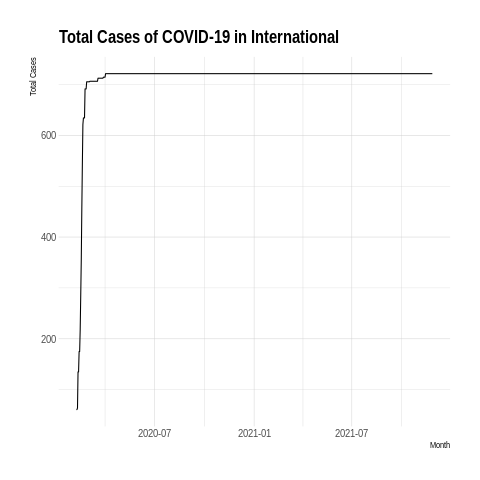 Total Cases of COVID-19 in International
Total Cases
600
400
200
2020-07 2021-01 2021-07
Month